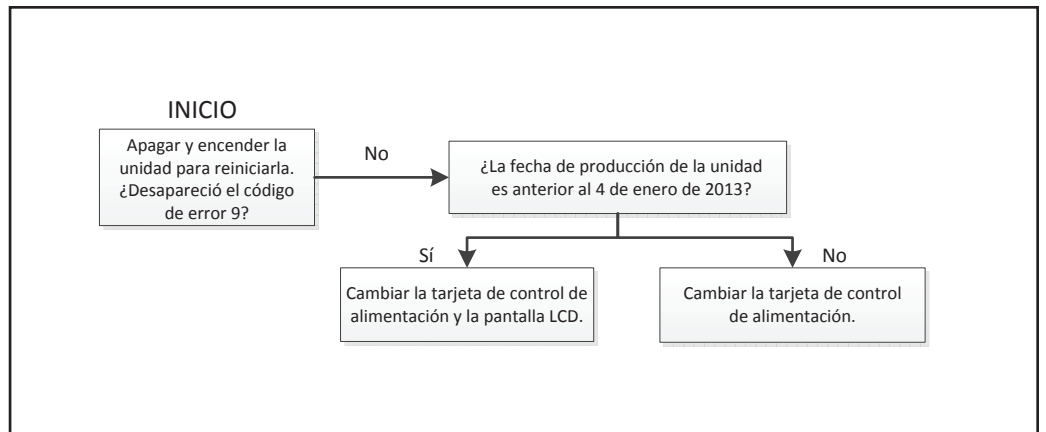 INICIO
Apagar y encender la
unidad para reiniciarla.
¿Desapareció el código
de error 9?
No
¿La fecha de producción de la unidad
es anterior al 4 de enero de 2013?
Sí
No
Cambiar la tarjeta de control de
alimentación y la pantalla LCD.
Cambiar la tarjeta de control
de alimentación.